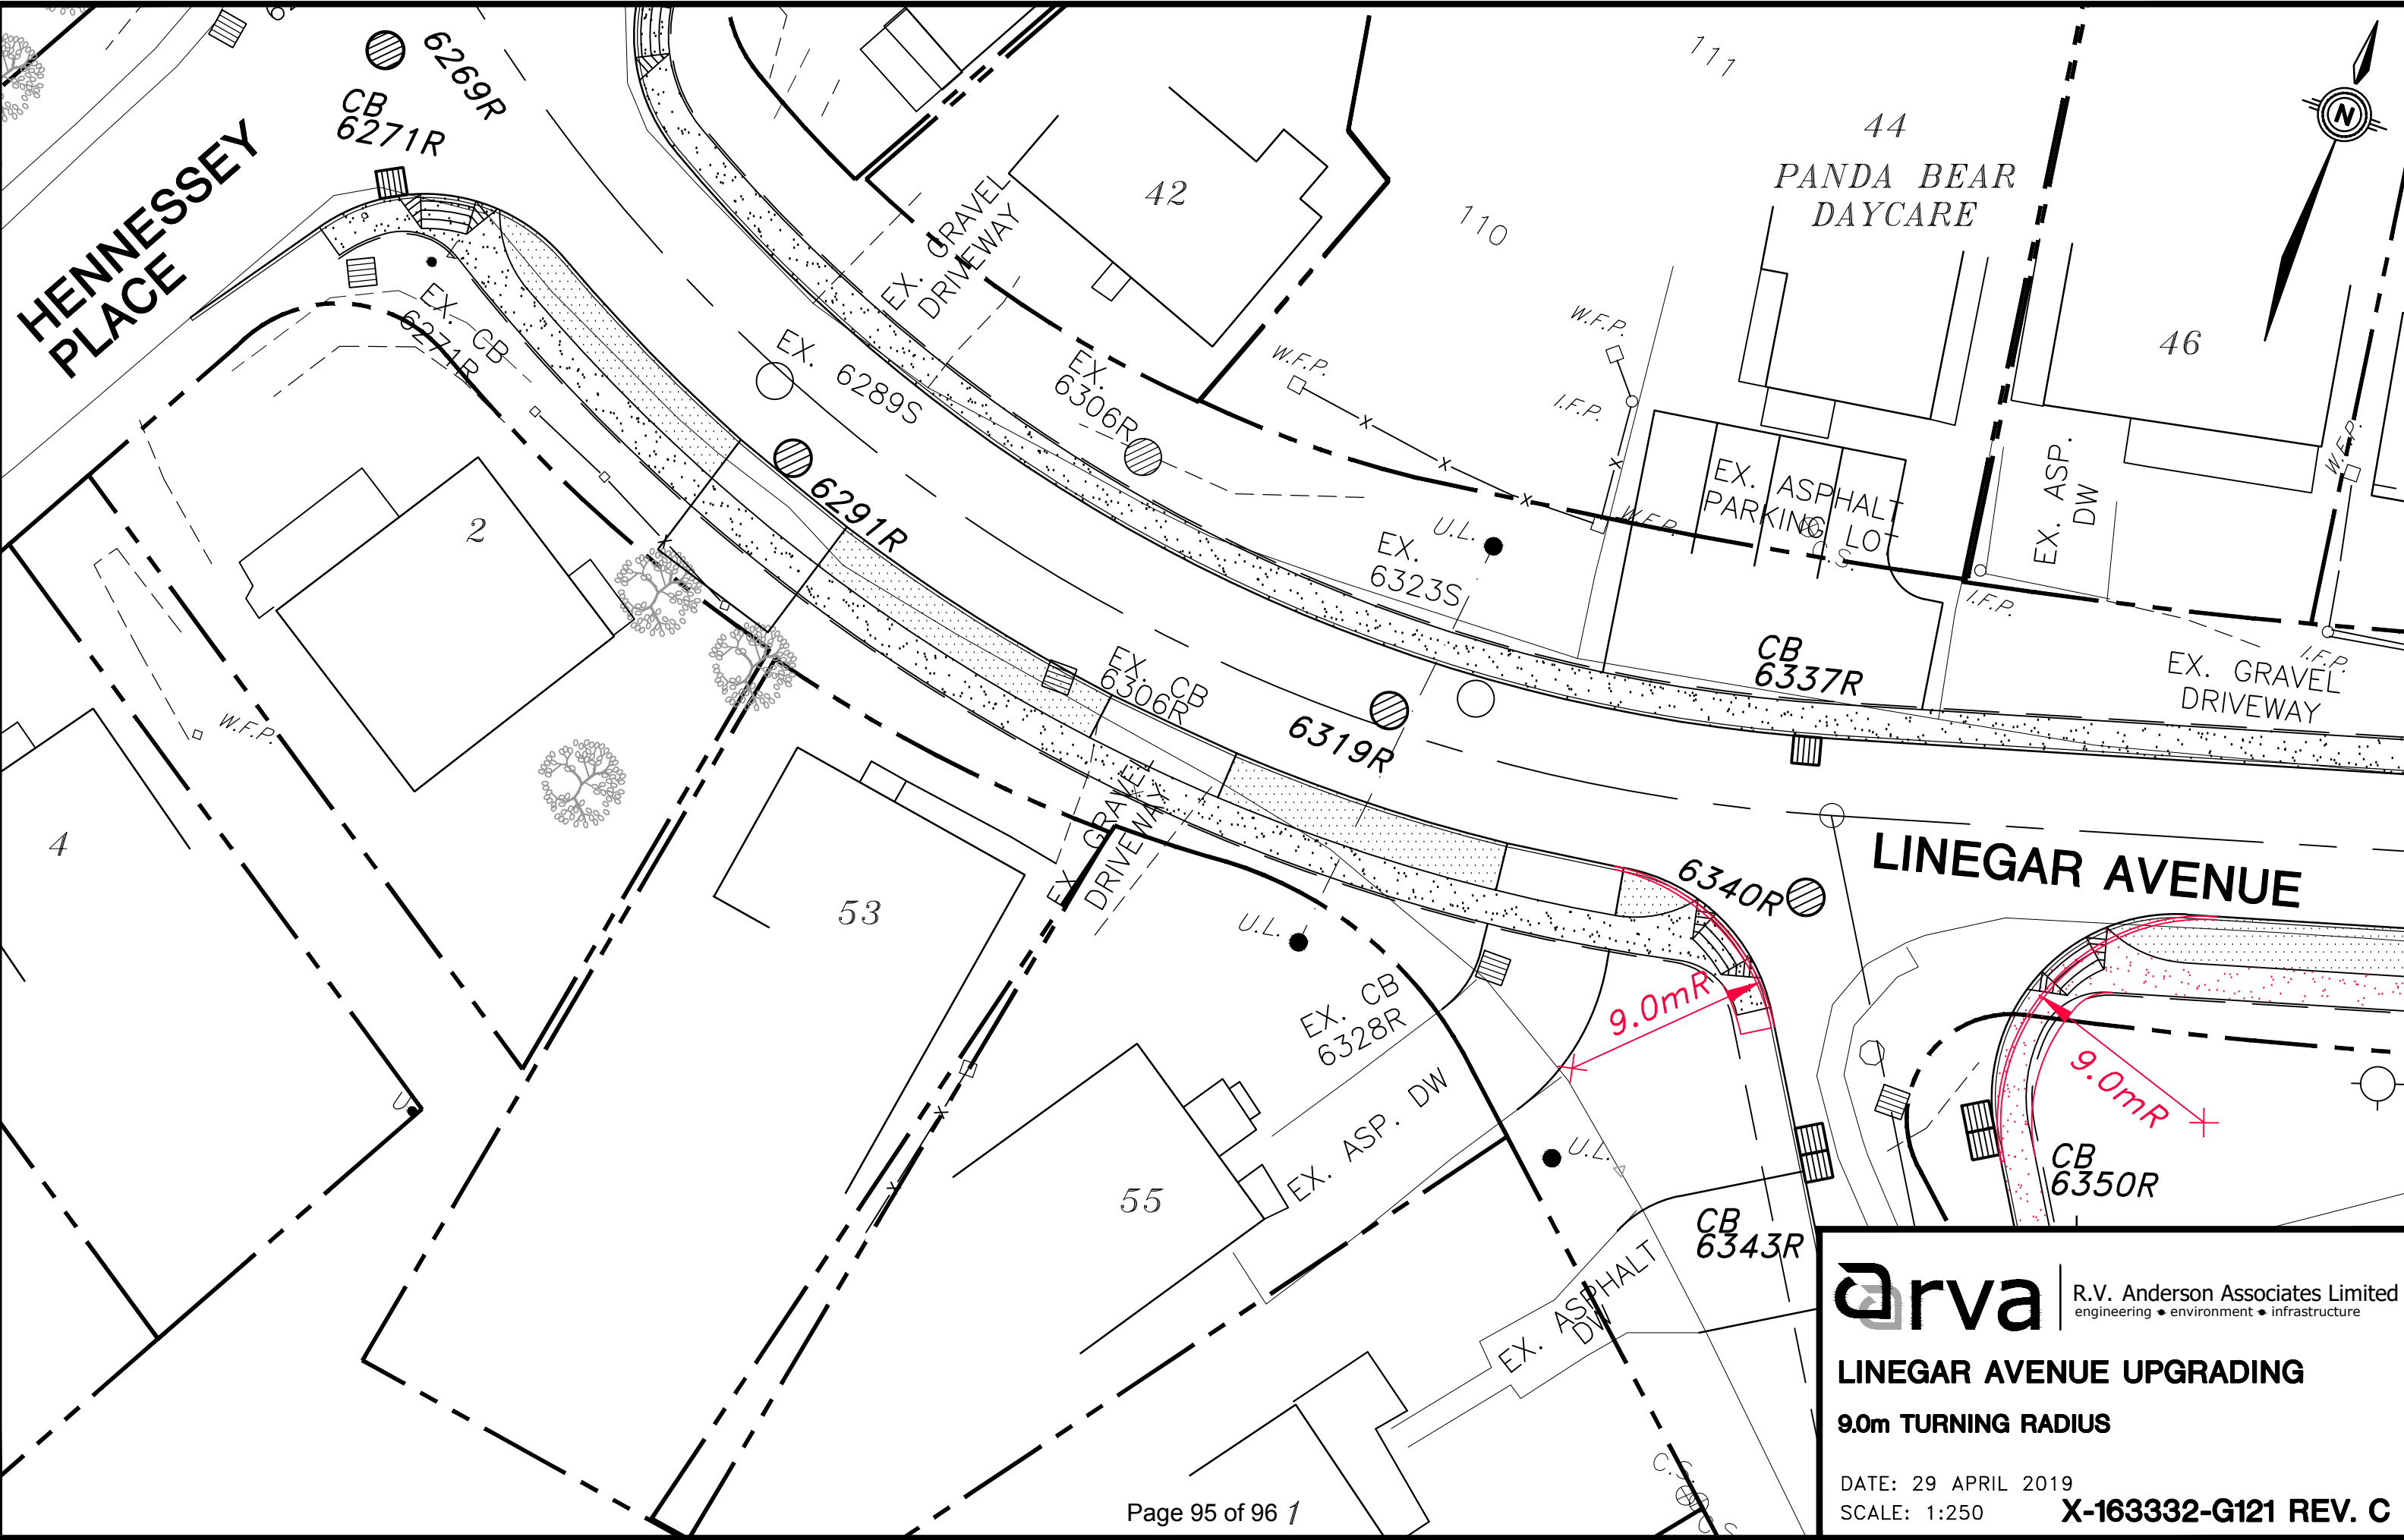 6269R
CB
6271R
HENNESSEY
PLACE
EX. CB
6271R
EX. GRAVEL
DRIVEWAY
42
111
110
44
PANDA BEAR
DAYCARE
N
46
W.F.P.
W.F.P.
I.F.P.
W.F.P.
W.F.P.
EX.
6289S
EX.
6306R
6291R
2
EX. ASPHALT
PARKING LOT
C.S.
EX. ASP.
DW
U.L.
EX.
6323S
I.F.P.
I.F.P.
CB
6337R
EX. GRAVEL
DRIVEWAY
EX. CB
6306R
6319R
W.F.P.
4
53
EX. GRAVEL
DRIVEWAY
LINEGAR AVENUE
6340R
U.L.
EX. CB
6328R
9.0mR
9.0mR
EX. ASP. DW
U.L.
55
CB
6350R
CB
6343R
EX. ASPHALT
DW
C.S.
arva
R.V. Anderson Associates Limited
engineering • environment • infrastructure
LINEGAR AVENUE UPGRADING
9.0m TURNING RADIUS
DATE: 29 APRIL 2019
SCALE: 1:250
X-163332-G121 REV. C
Page 95 of 96
1